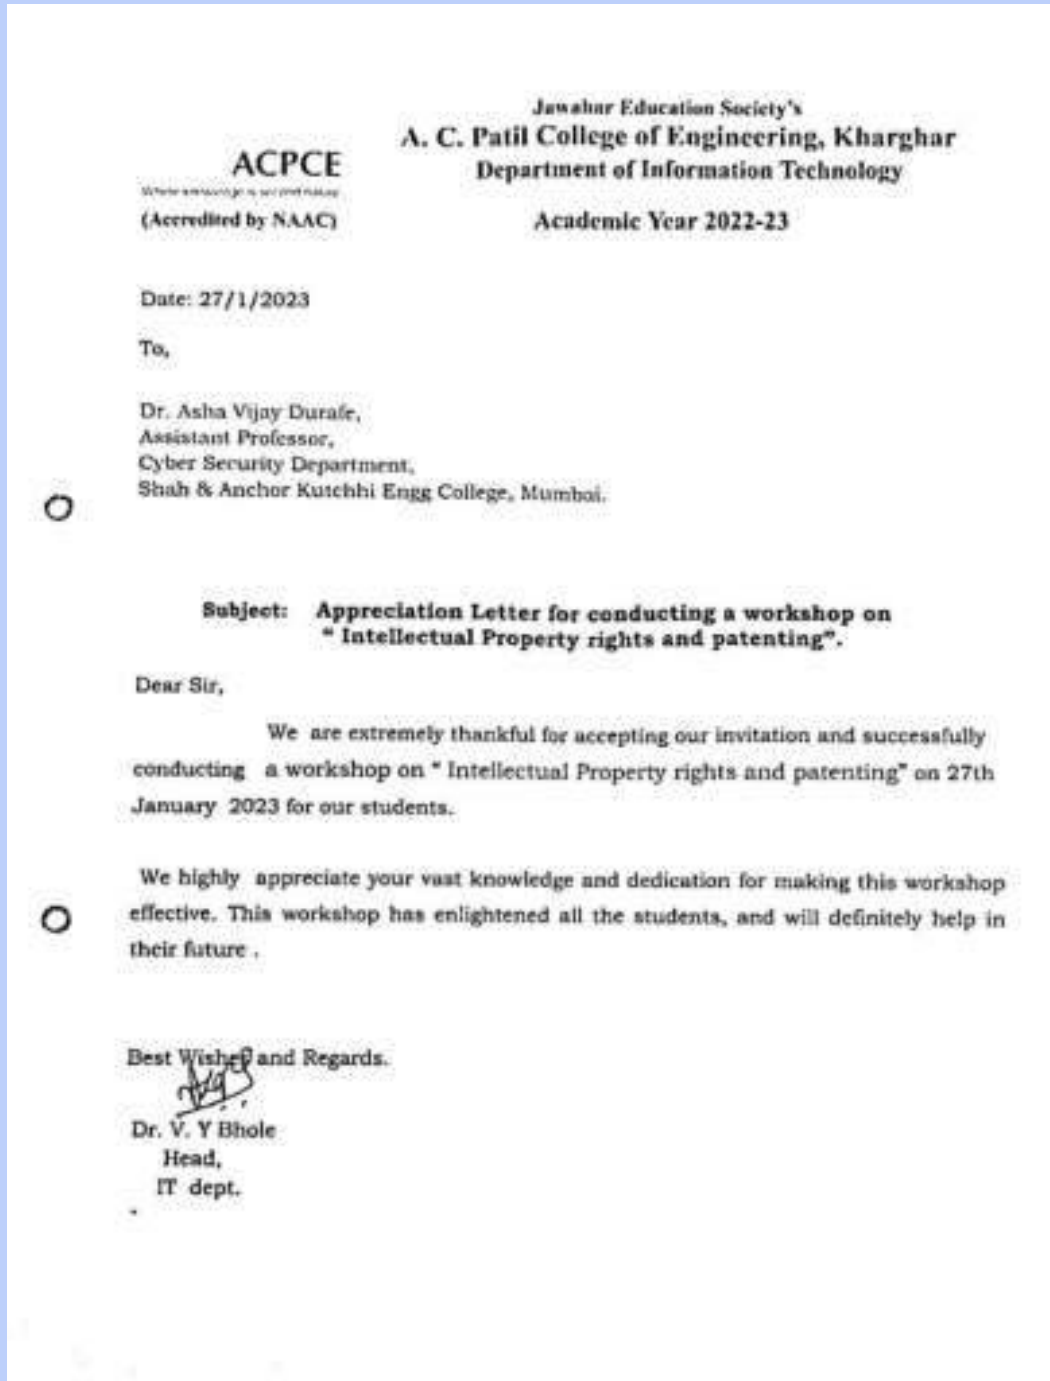 Jawahar Education Society's
A. C. Patil College of Engineering, Kharghar
Department of Information Technology
ACPCE
(Accredited by NAAC)
Academic Year 2022-23
Date: 27/1/2023
To,
Dr. Asha Vijay Durafe,
Assistant Professor,
Cyber Security Department,
Shah & Anchor Kutchhi Engg College, Mumbai.
Subject: Appreciation Letter for conducting a workshop on
“ Intellectual Property rights and patenting”.
Dear Sir,
We are extremely thankful for accepting our invitation and successfully
conducting a workshop on “ Intellectual Property rights and patenting” on 27th
January 2023 for our students.
We highly appreciate your vast knowledge and dedication for making this workshop
effective. This workshop has enlightened all the students, and will definitely help in
their future .
Best Wishes and Regards.
Dr. V. Y Bhole
Head,
IT dept.